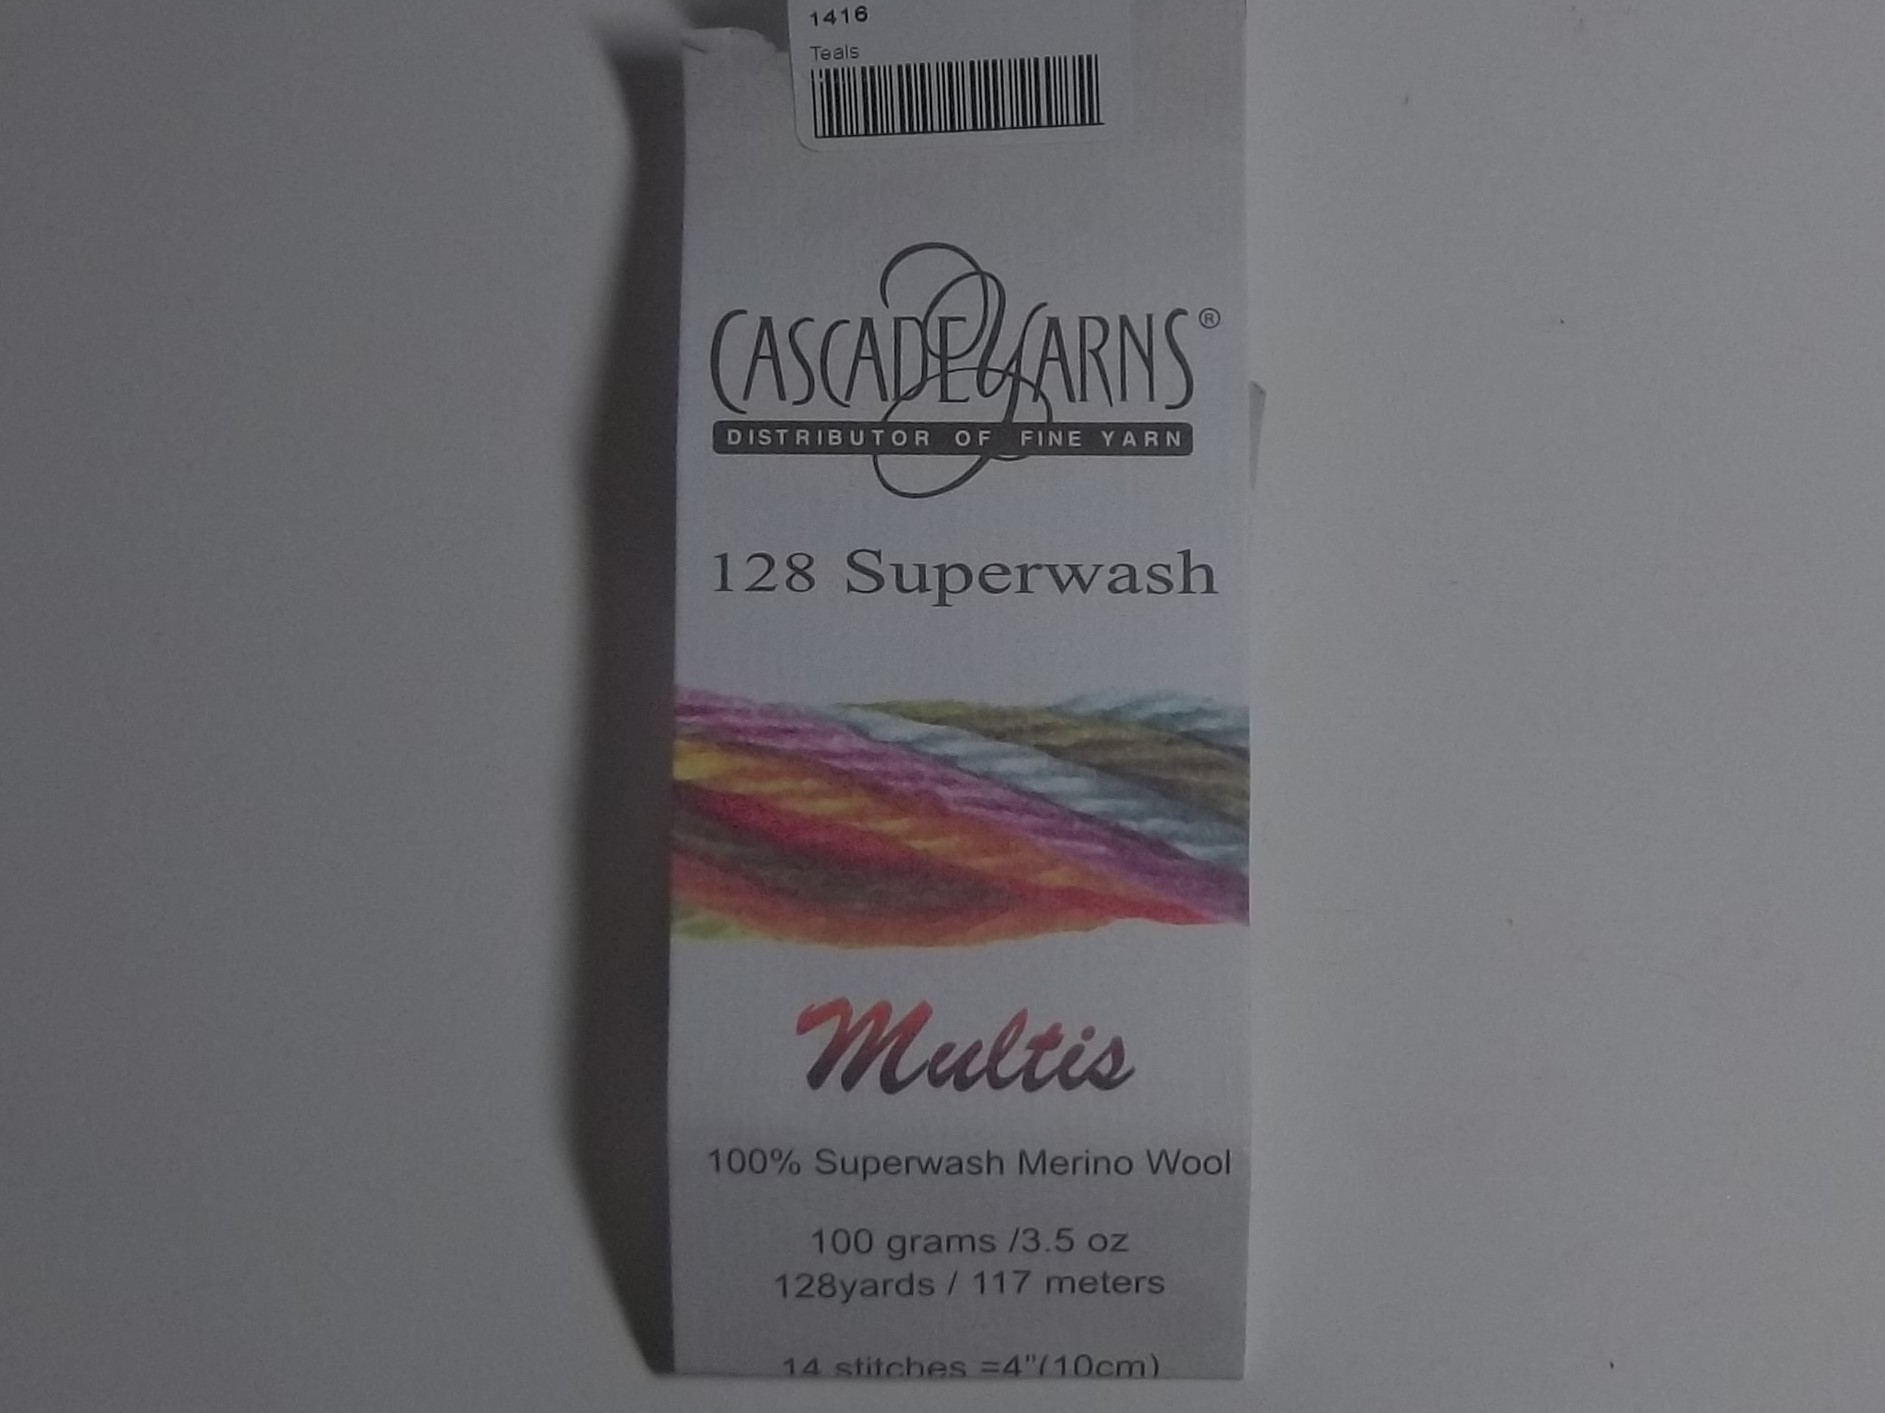 1416
Teals
CASCADE YARNS®
DISTRIBUTOR OF FINE YARN
128 Superwash
Multis
100% Superwash Merino Wool
100 grams /3.5 oz
128yards / 117 meters
14 stitches =4"(10cm)